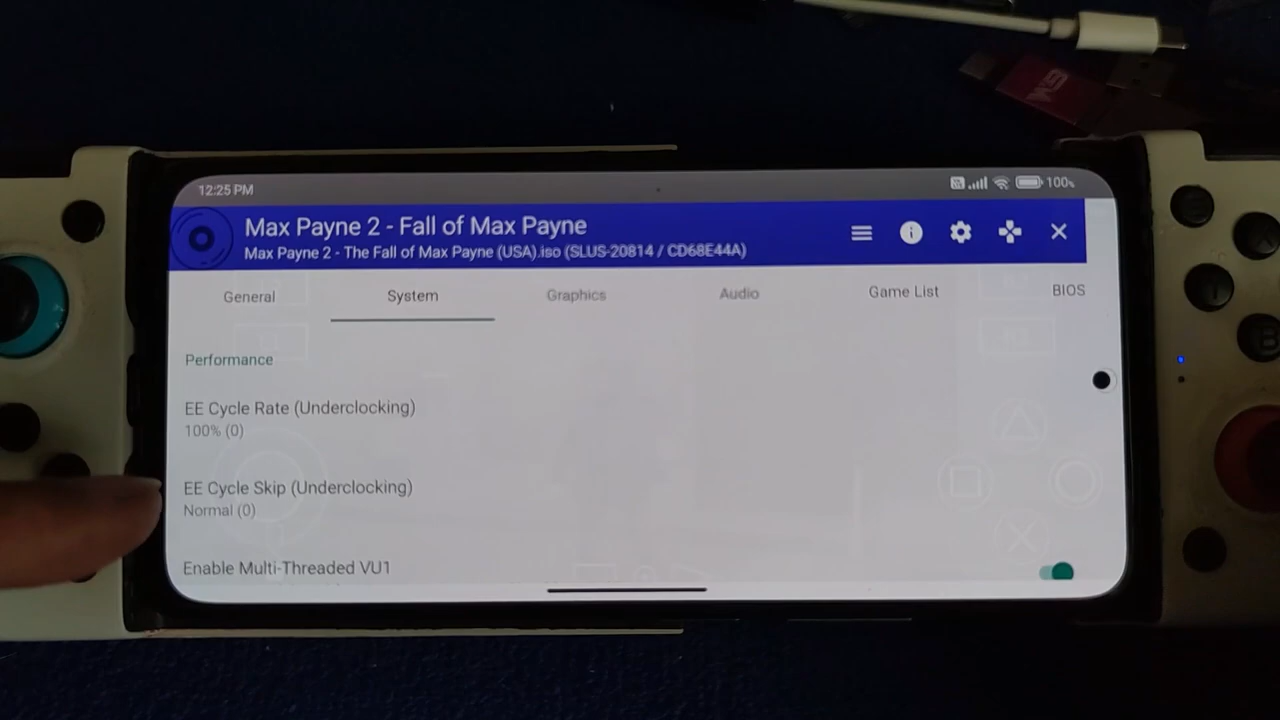 12:25 PM
100%
Max Payne 2 - Fall of Max Payne
Max Payne 2 - The Fall of Max Payne (USA).iso (SLUS-20814 / CD68E44A)
General
System
Graphics
Audio
Game List
BIOS
Performance
EE Cycle Rate (Underclocking)
100% (0)
EE Cycle Skip (Underclocking)
Normal (0)
Enable Multi-Threaded VU1